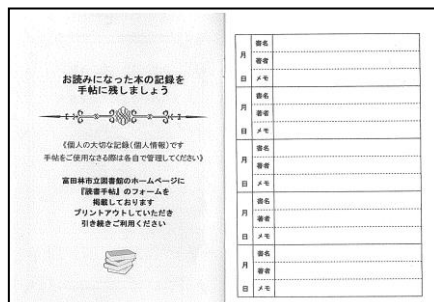 お読みになった本の記録を
手帖に残しましょう
《個人の大切な記録(個人情報)です
手帖をご使用なさる際は各自で管理してください》
富田林市立図書館のホームページに
『読書手帖』のフォームを
掲載しております
プリントアウトしていただき
引き続きご利用ください
書名
月 著者
日 メモ
書名
月 著者
日 メモ
書名
月 著者
日 メモ
書名
月 著者
日 メモ
書名
月 著者
日 メモ